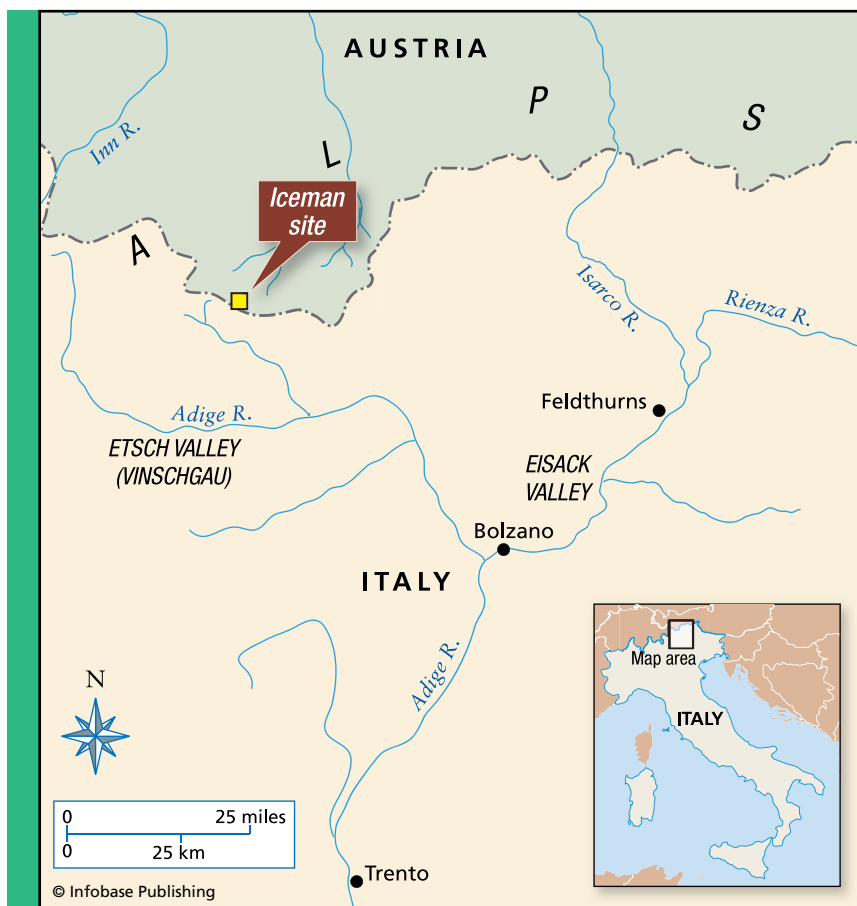 AUSTRIA
A L P S
Inn R.
Iceman
site
Isarco R.
Rienza R.
Adige R.
Feldthurns
ETSCH VALLEY
(VINSCHGAU)
EISACK
VALLEY
Bolzano
ITALY
Adige R.
N
0 25 miles
0 25 km
Trento
© Infobase Publishing
Map area
ITALY